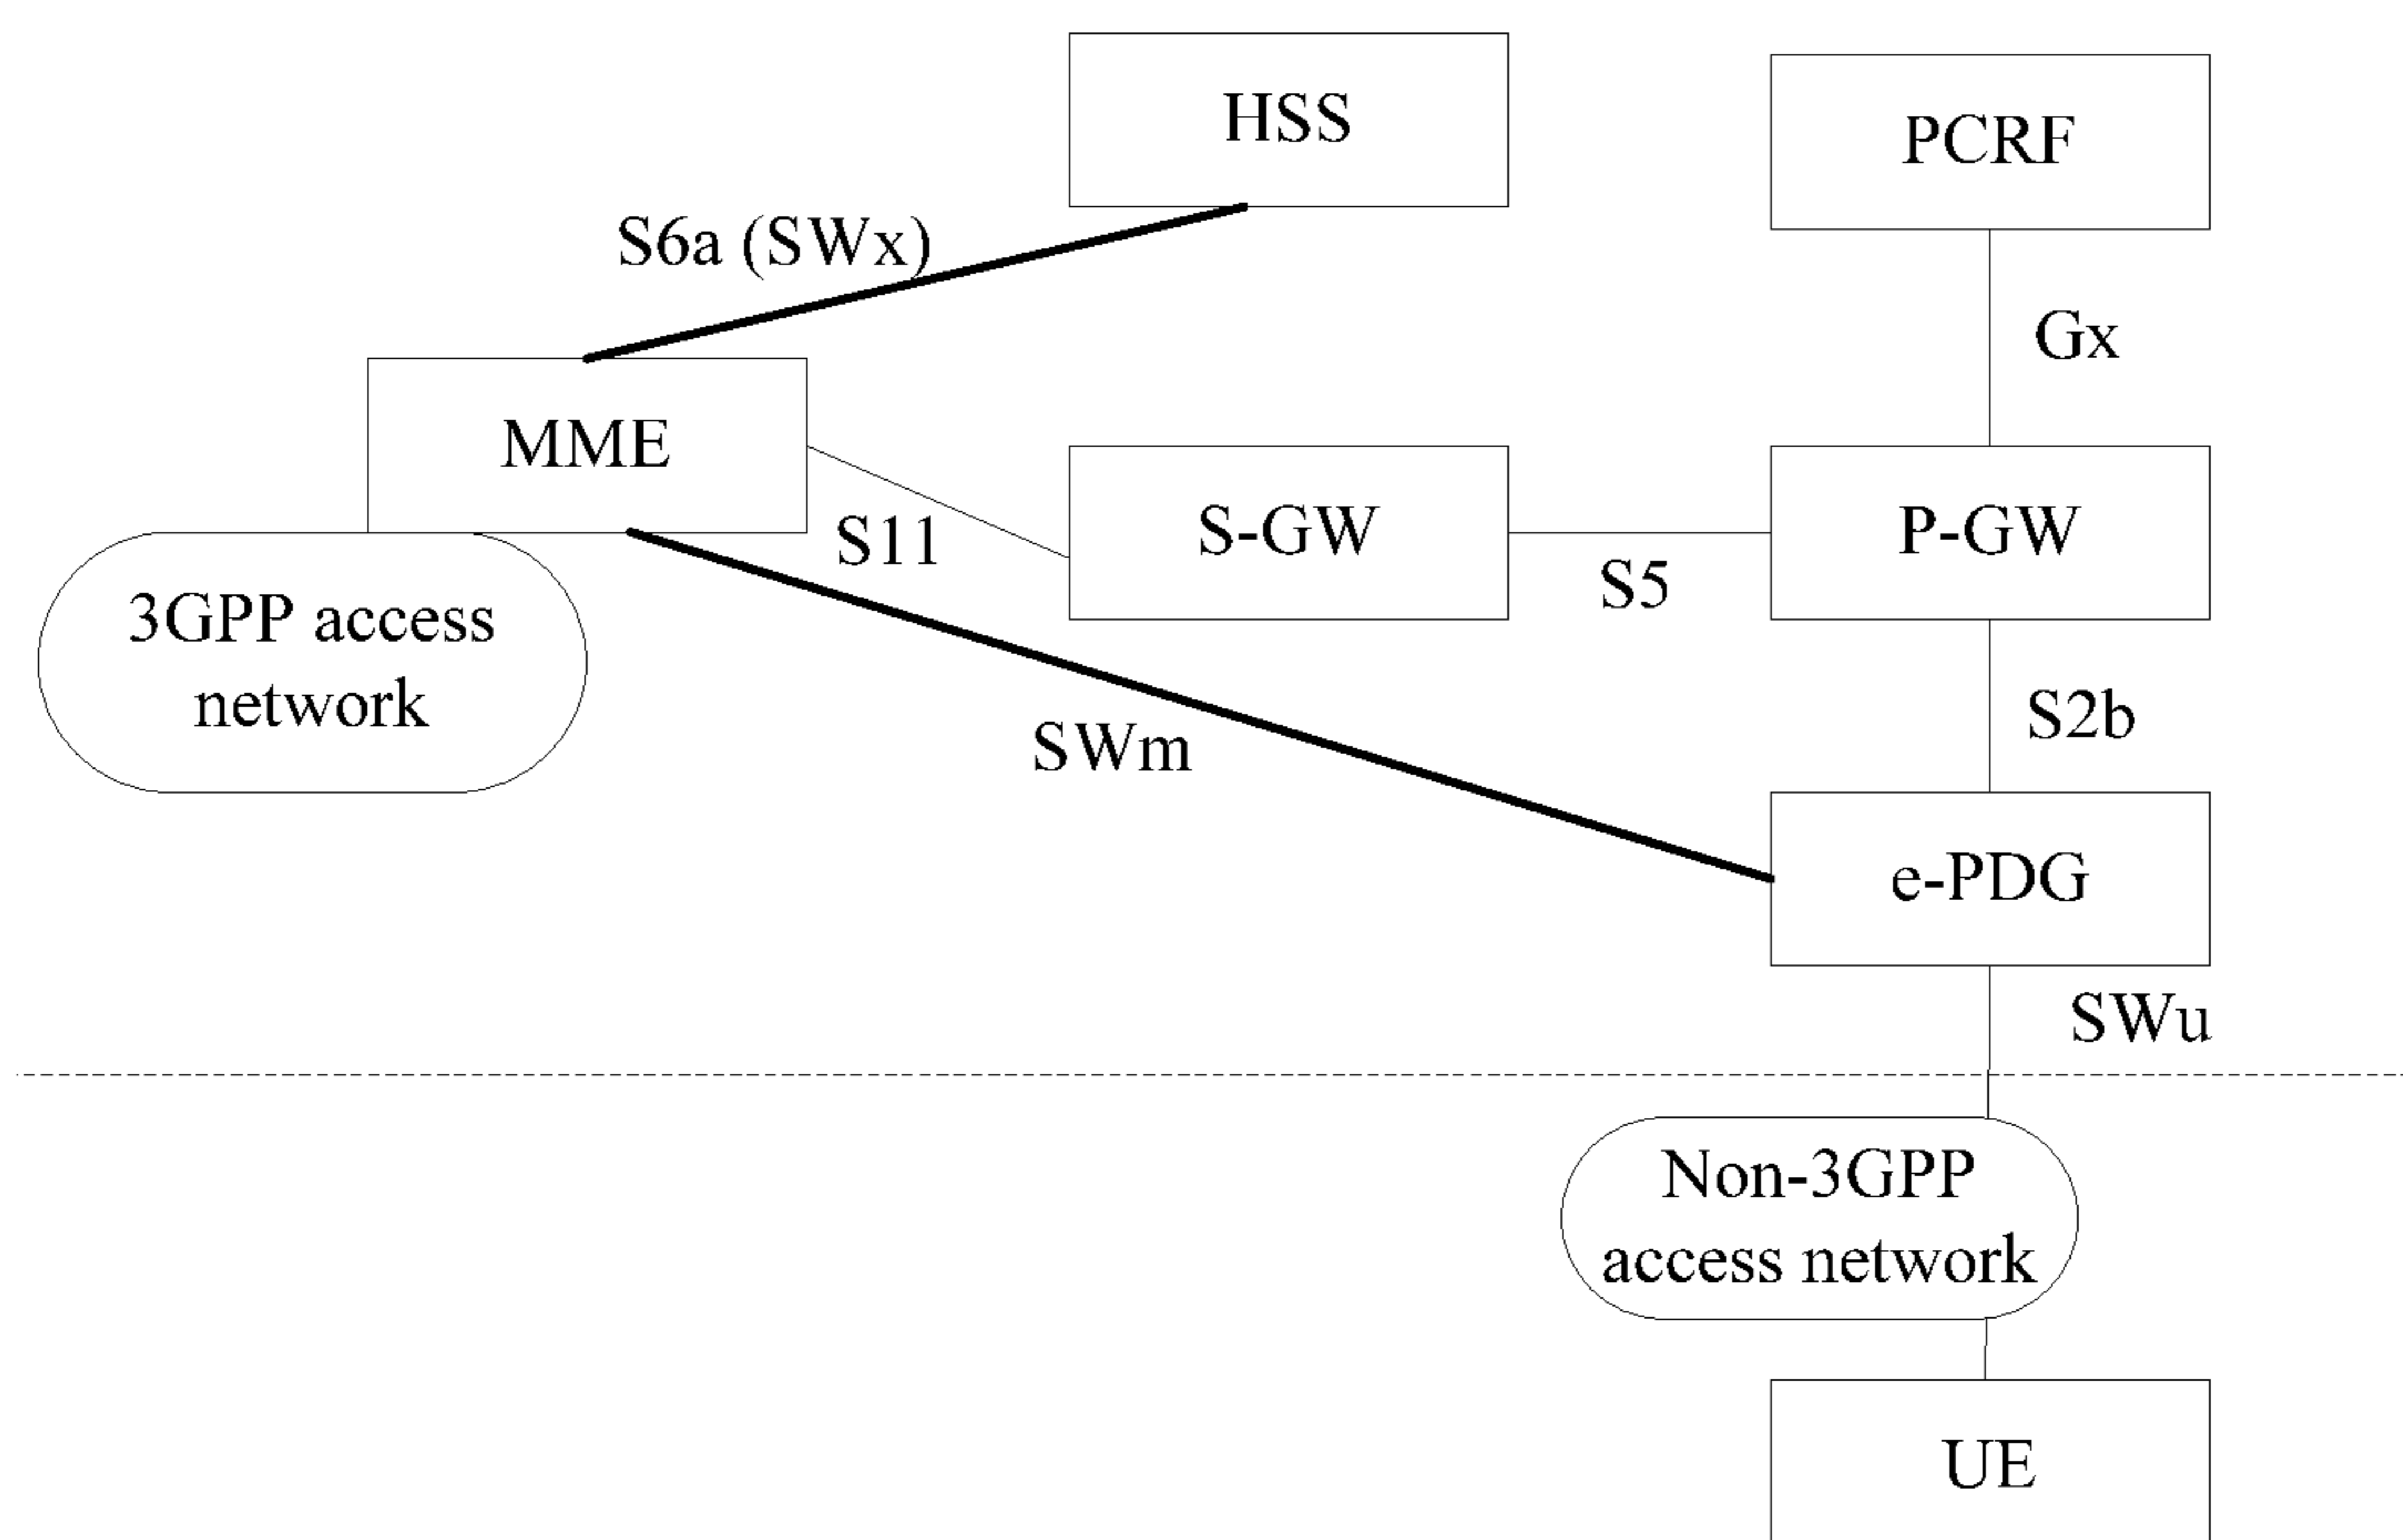 HSS
PCRF
S6a (SWx)
Gx
MME
S11
S-GW
S5
P-GW
3GPP access
network
SWm
S2b
e-PDG
SWu
Non-3GPP
access network
UE